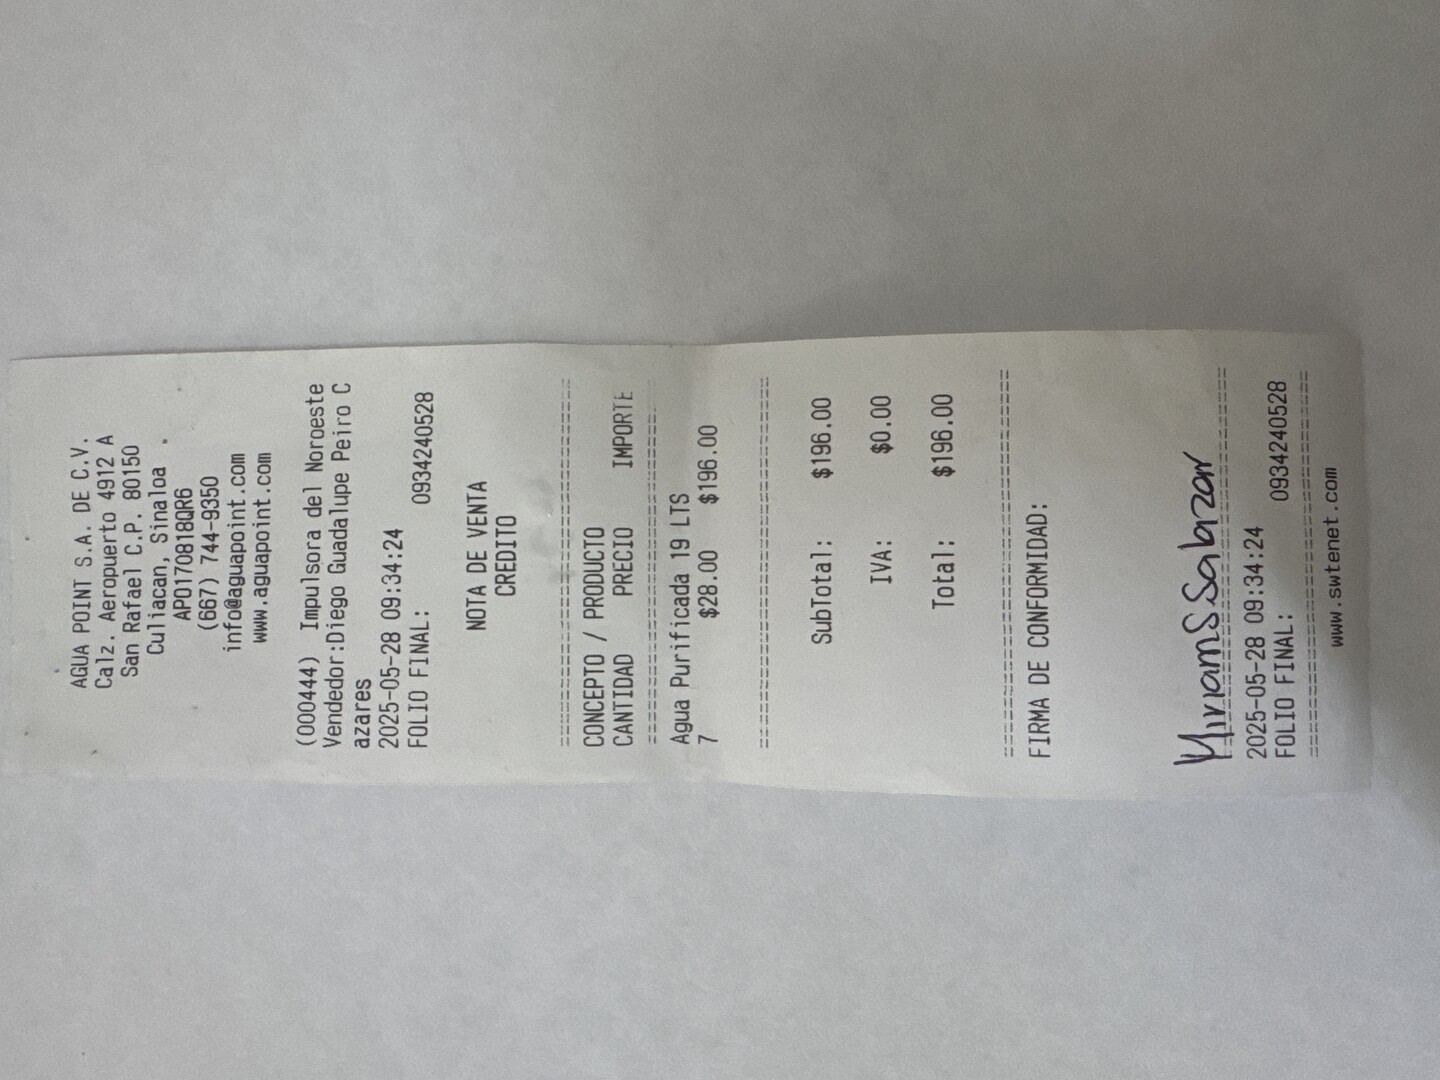 AGUA POINT S.A. DE C.V.
Calz. Aeropuerto 4912 A
San Rafael C.P. 80150
Culiacan, Sinaloa
APO170818QR6
(667) 744-9350
info@aguapoint.com
www.aguapoint.com
(000444) Impulsora del Noroeste
Vendedor:Diego Guadalupe Peiro C
azares
2025-05-28 09:34:24
FOLIO FINAL: 0934240528
NOTA DE VENTA
CREDITO
================================
CONCEPTO / PRODUCTO
CANTIDAD PRECIO IMPORTE
================================
Agua Purificada 19 LTS
7 $28.00 $196.00
================================
SubTotal: $196.00
IVA: $0.00
Total: $196.00
================================
FIRMA DE CONFORMIDAD:
Miriam S Salazar
================================
2025-05-28 09:34:24
FOLIO FINAL: 0934240528
================================
www.swtenet.com